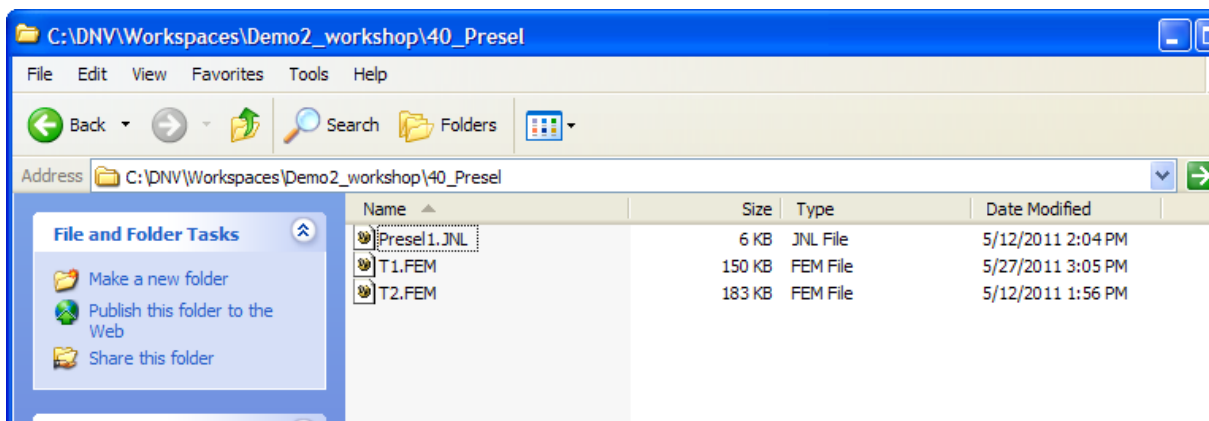 C:\DNV\Workspaces\Demo2_workshop\40_Presel
File Edit View Favorites Tools Help
Back Search Folders
Address C:\DNV\Workspaces\Demo2_workshop\40_Presel
Name Size Type Date Modified
File and Folder Tasks
Make a new folder
Publish this folder to the
Web
Share this folder
Presel1.JNL 6 KB JNL File 5/12/2011 2:04 PM
T1.FEM 150 KB FEM File 5/27/2011 3:05 PM
T2.FEM 183 KB FEM File 5/12/2011 1:56 PM